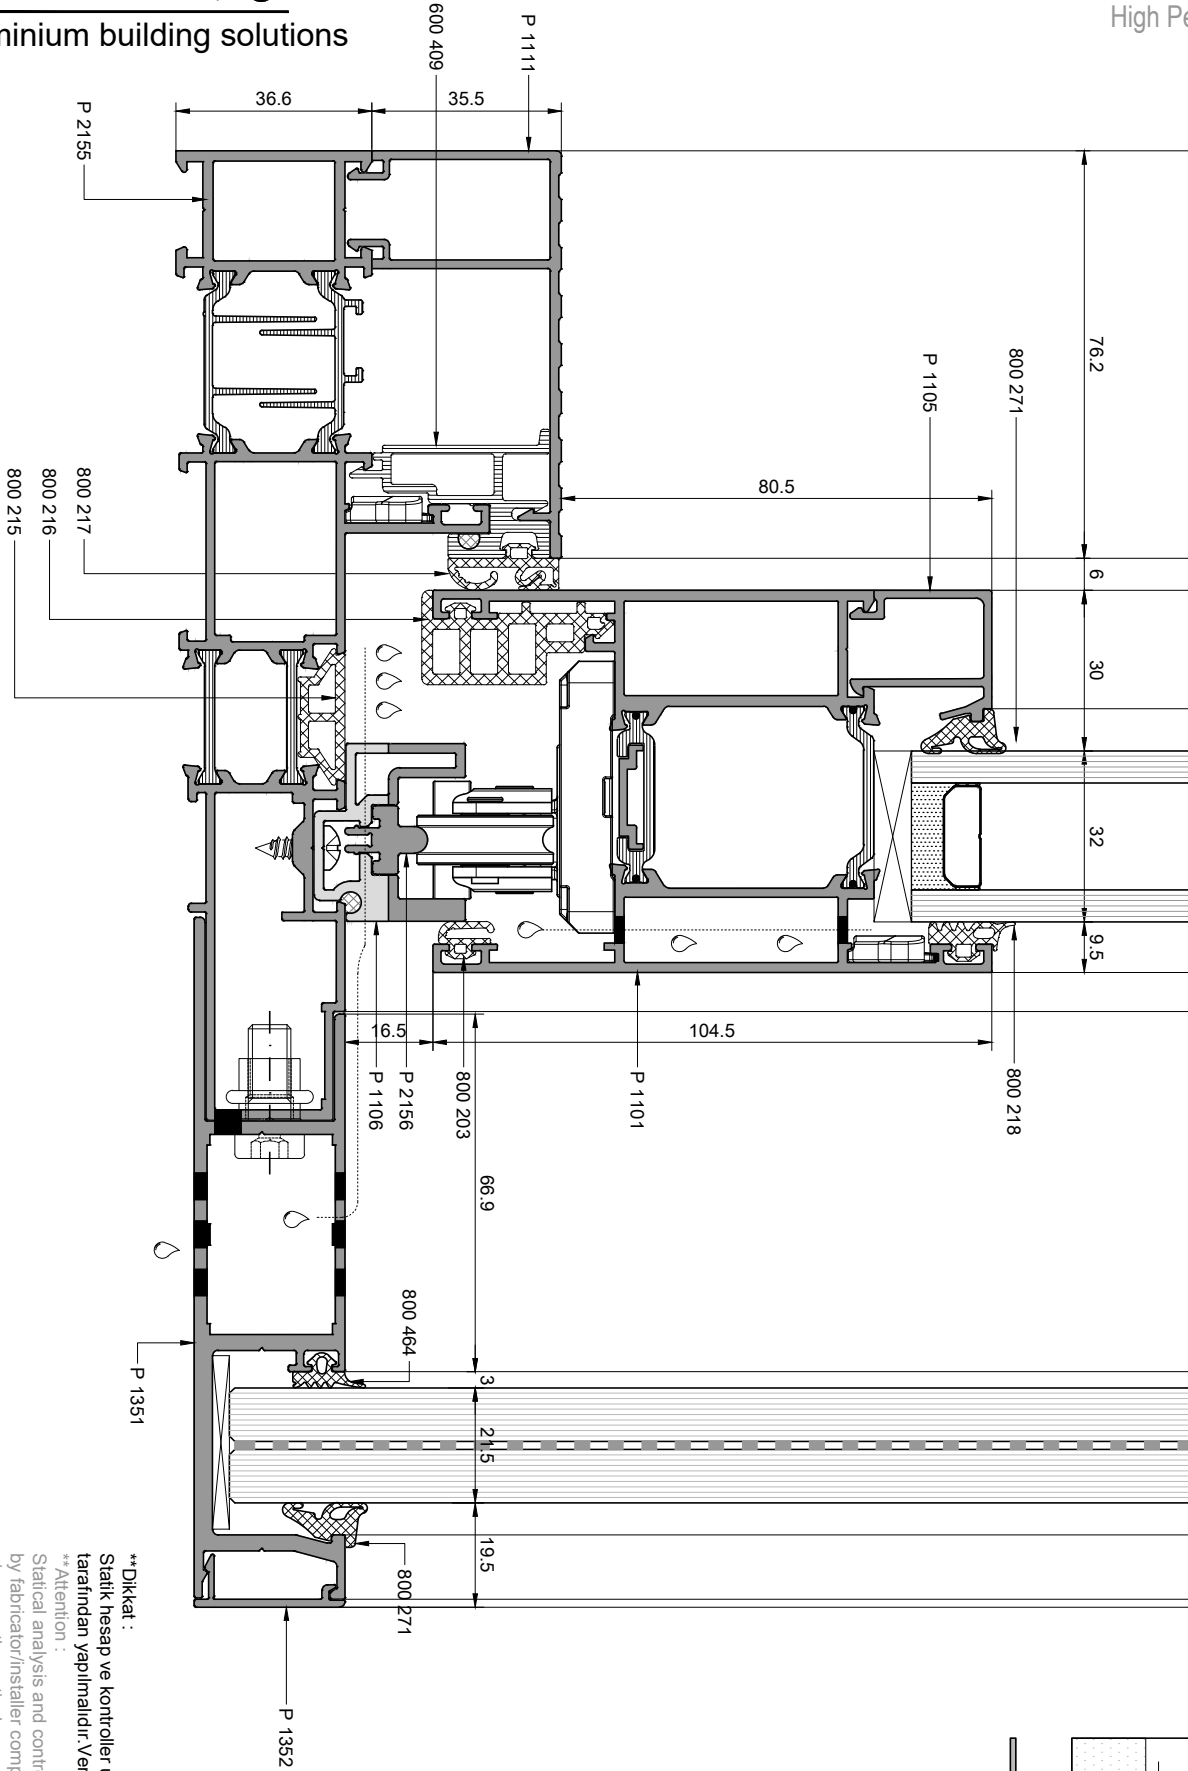 minium building solutions
High Pe
36.6
35.5
600 409
P 1111
P 2155
76.2
P 1105
800 271
80.5
6
30
32
9.5
800 217
800 216
800 215
16.5
104.5
P 1106
P 2156
800 203
P 1101
800 218
66.9
800 464
3
21.5
19.5
P 1351
800 271
P 1352
**Dikkat :
Statik hesap ve kontroller u
tarafından yapılmalıdır.Ver
**Attention :
Statical analysis and contr
by fabricator/installer comp